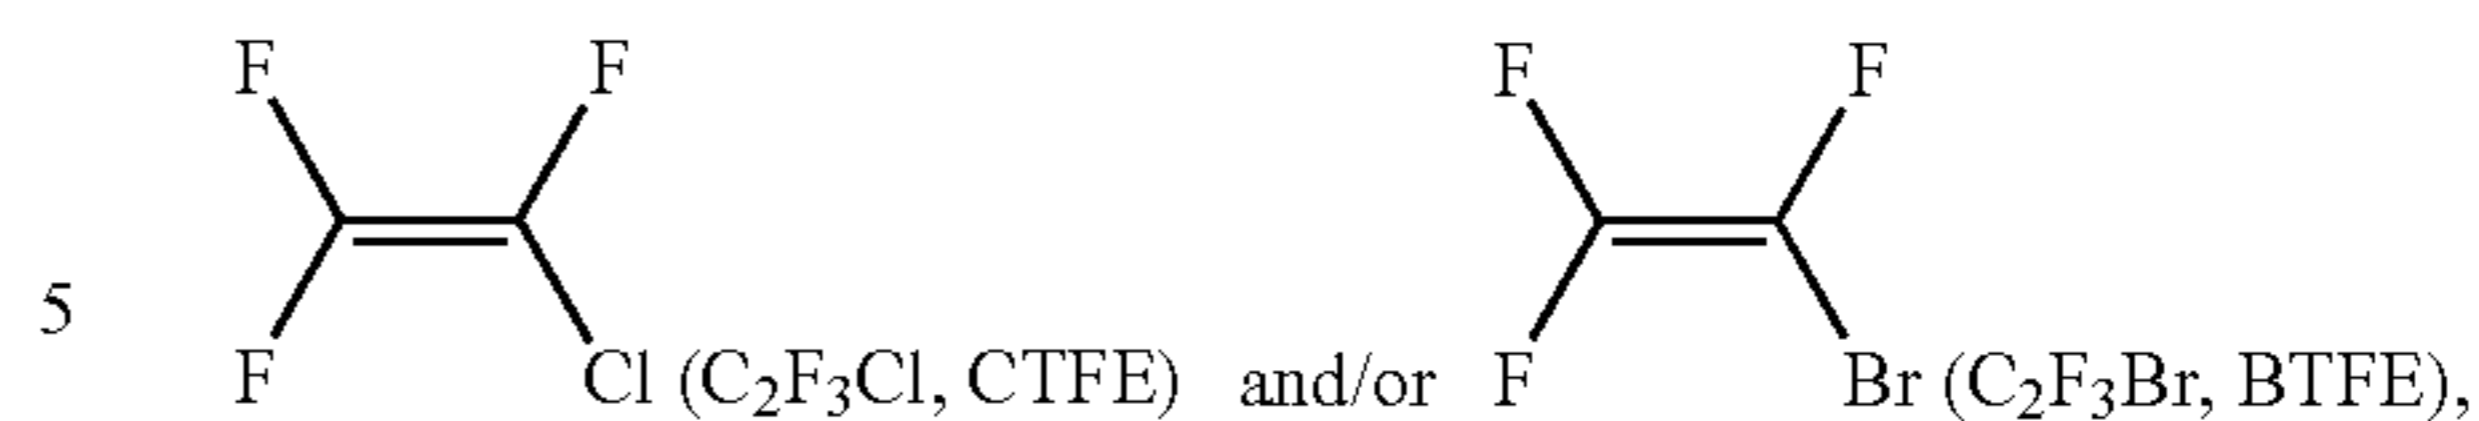 F F F F
5
F Cl (C₂F₃Cl, CTFE) and/or F Br (C₂F₃Br, BTFE),